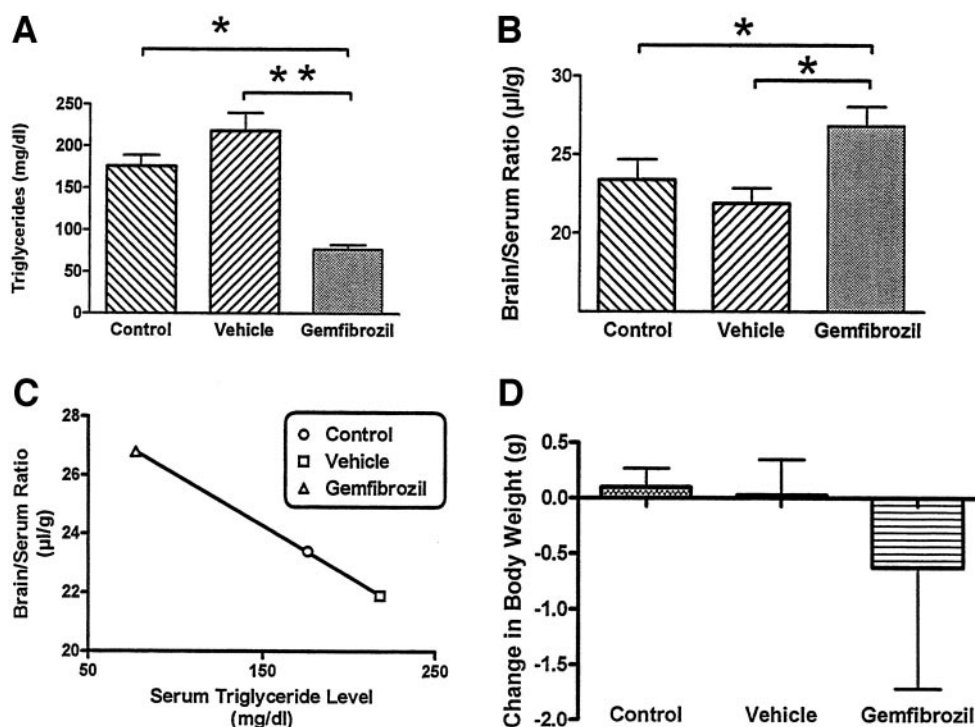 A
*
* *
Triglycerides (mg/dl)
250
200
150
100
50
0
Control Vehicle Gemfibrozil
B
*
*
Brain/Serum Ratio (µl/g)
30
25
20
Control Vehicle Gemfibrozil
C
Brain/Serum Ratio
(µl/g)
28
26
24
22
20
50 150 250
Control
Vehicle
Gemfibrozil
Serum Triglyceride Level
(mg/dl)
D
Change in Body Weight (g)
0.5
0.0
-0.5
-1.0
-1.5
-2.0
Control Vehicle Gemfibrozil